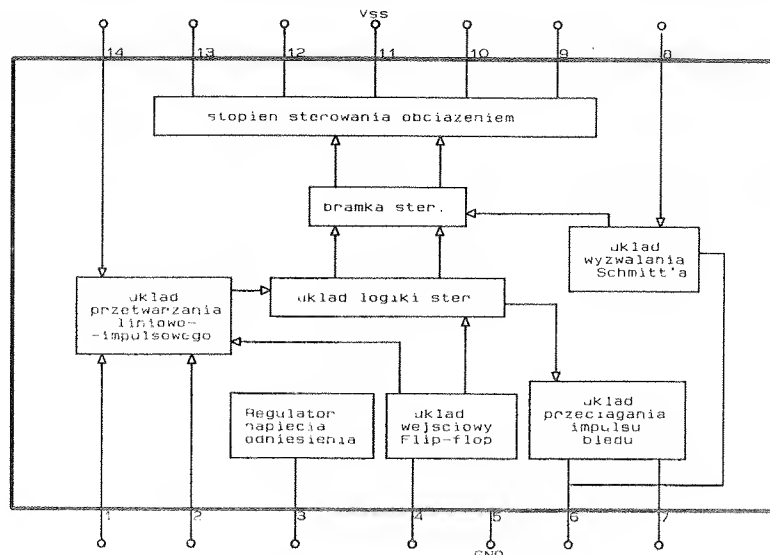 Vss
14 13 12 11 10 9 8
stopien sterowania obciazeniem
bramka ster.
uklad
wyzwalania
Schmitt'a
uklad
przetwarzania
liniowo-
-impulsowego
uklad logiki ster
Regulator
napiecia
odniesienia
uklad
wejsciowy
Flip-flop
uklad
przeciagania
impulsu
bledu
1 2 3 4 5 6 7
GND